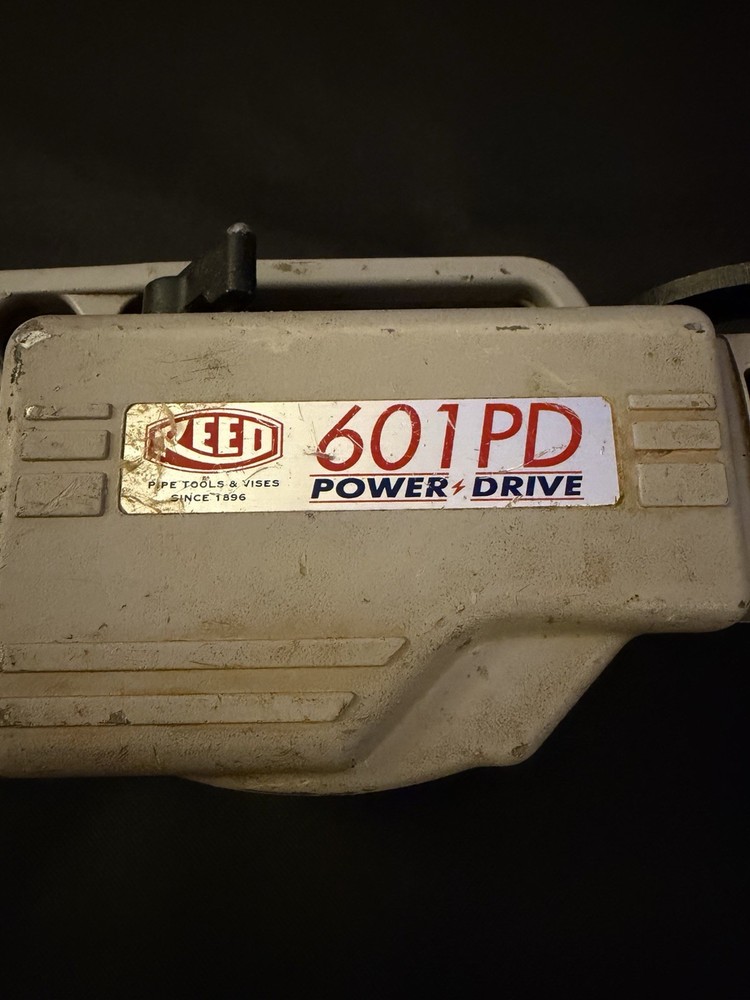 REED
PIPE TOOLS & VISES
SINCE 1896
601PD
POWER DRIVE